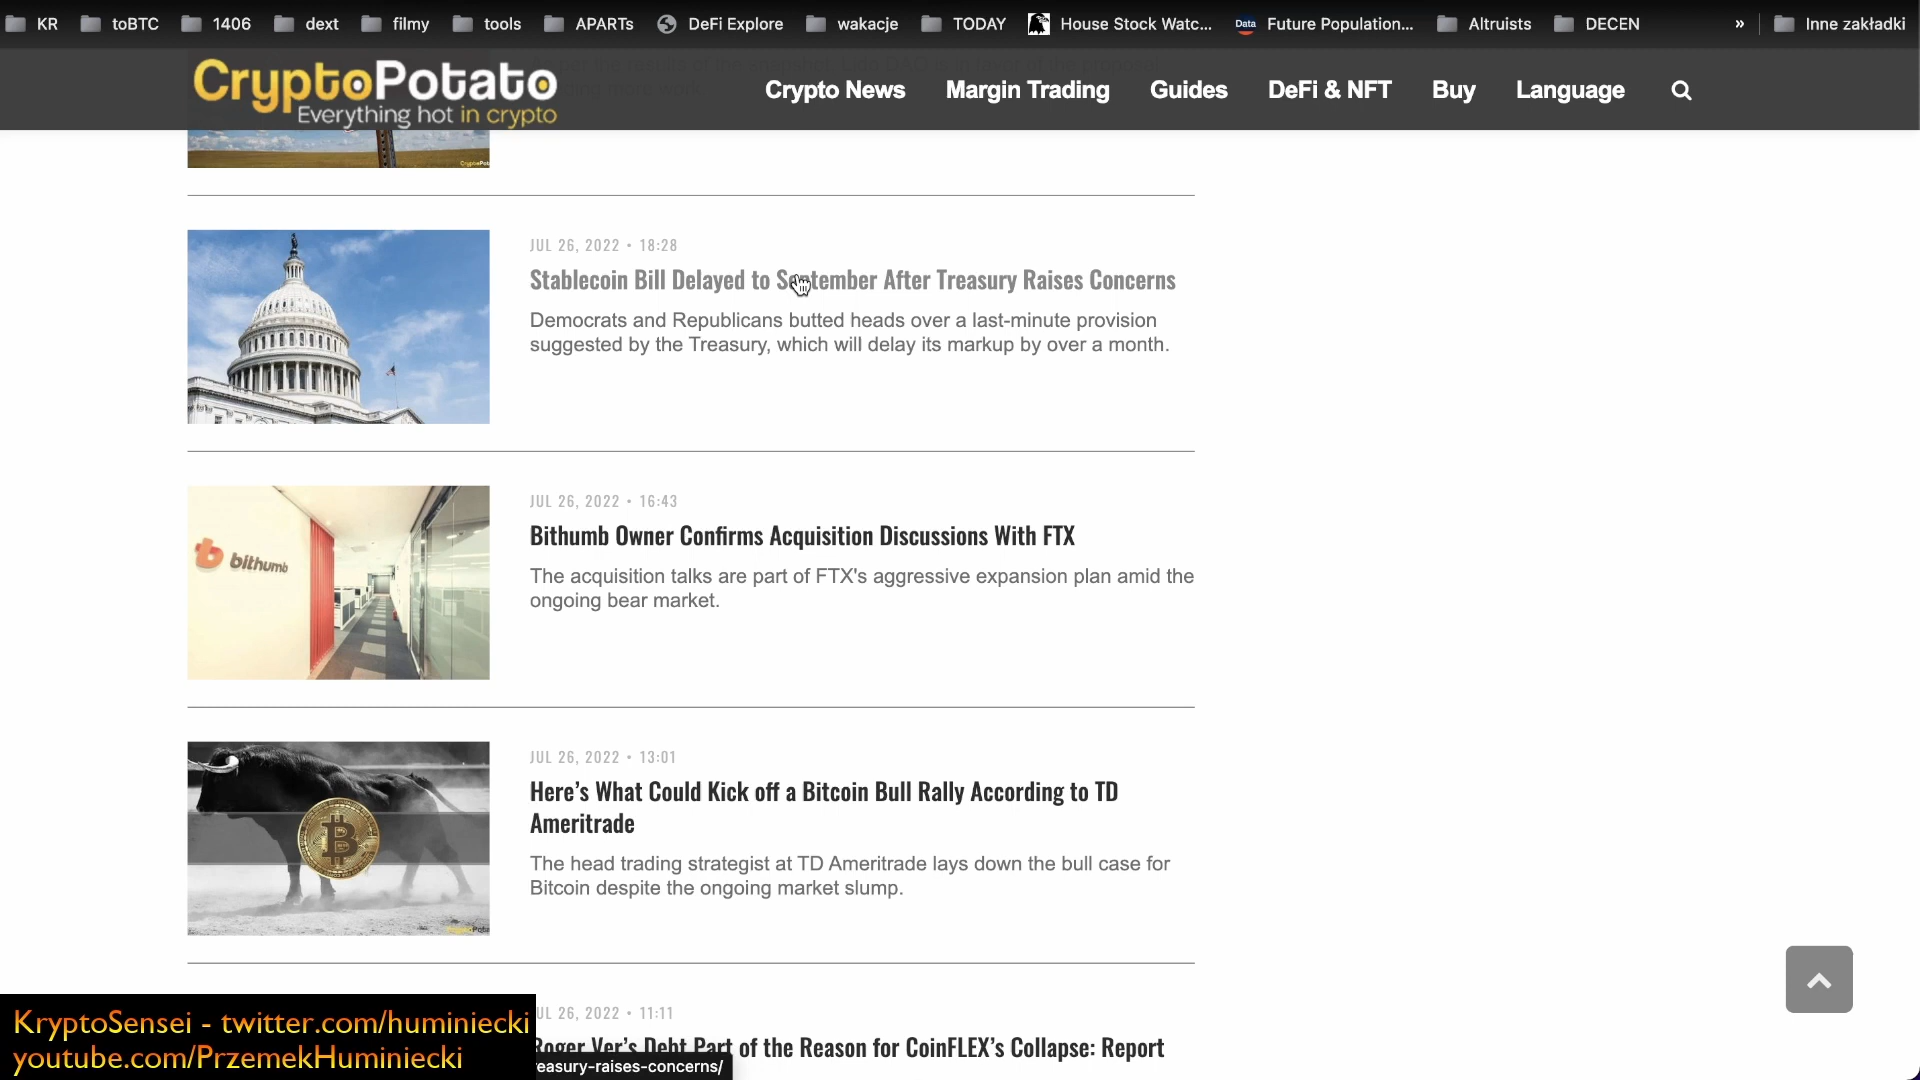 KR toBTC 1406 dext filmy tools APARTs DeFi Explore wakacje TODAY House Stock Watc... Data Future Population... Altruists DECEN » Inne zakładki
CryptoPotato
Everything hot in crypto
Crypto News Margin Trading Guides DeFi & NFT Buy Language
JUL 26, 2022 • 18:28
Stablecoin Bill Delayed to September After Treasury Raises Concerns
Democrats and Republicans butted heads over a last-minute provision
suggested by the Treasury, which will delay its markup by over a month.
bithumb
JUL 26, 2022 • 16:43
Bithumb Owner Confirms Acquisition Discussions With FTX
The acquisition talks are part of FTX's aggressive expansion plan amid the
ongoing bear market.
JUL 26, 2022 • 13:01
Here's What Could Kick off a Bitcoin Bull Rally According to TD
Ameritrade
The head trading strategist at TD Ameritrade lays down the bull case for
Bitcoin despite the ongoing market slump.
JUL 26, 2022 • 11:11
Roger Ver's Debt Part of the Reason for CoinFLEX's Collapse: Report
reasury-raises-concerns/
KryptoSensei - twitter.com/huminiecki
youtube.com/PrzemekHuminiecki